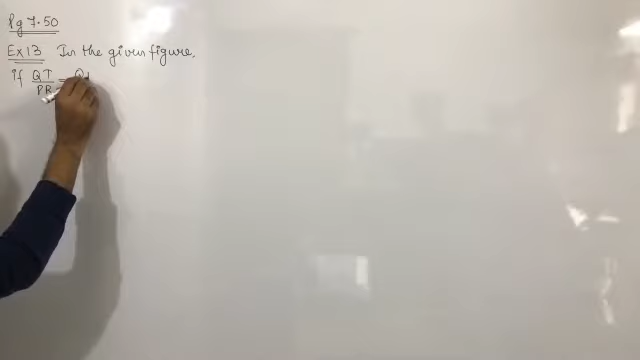 Pg 7.50
Ex 13 In the given figure,
if QT/PR = Q